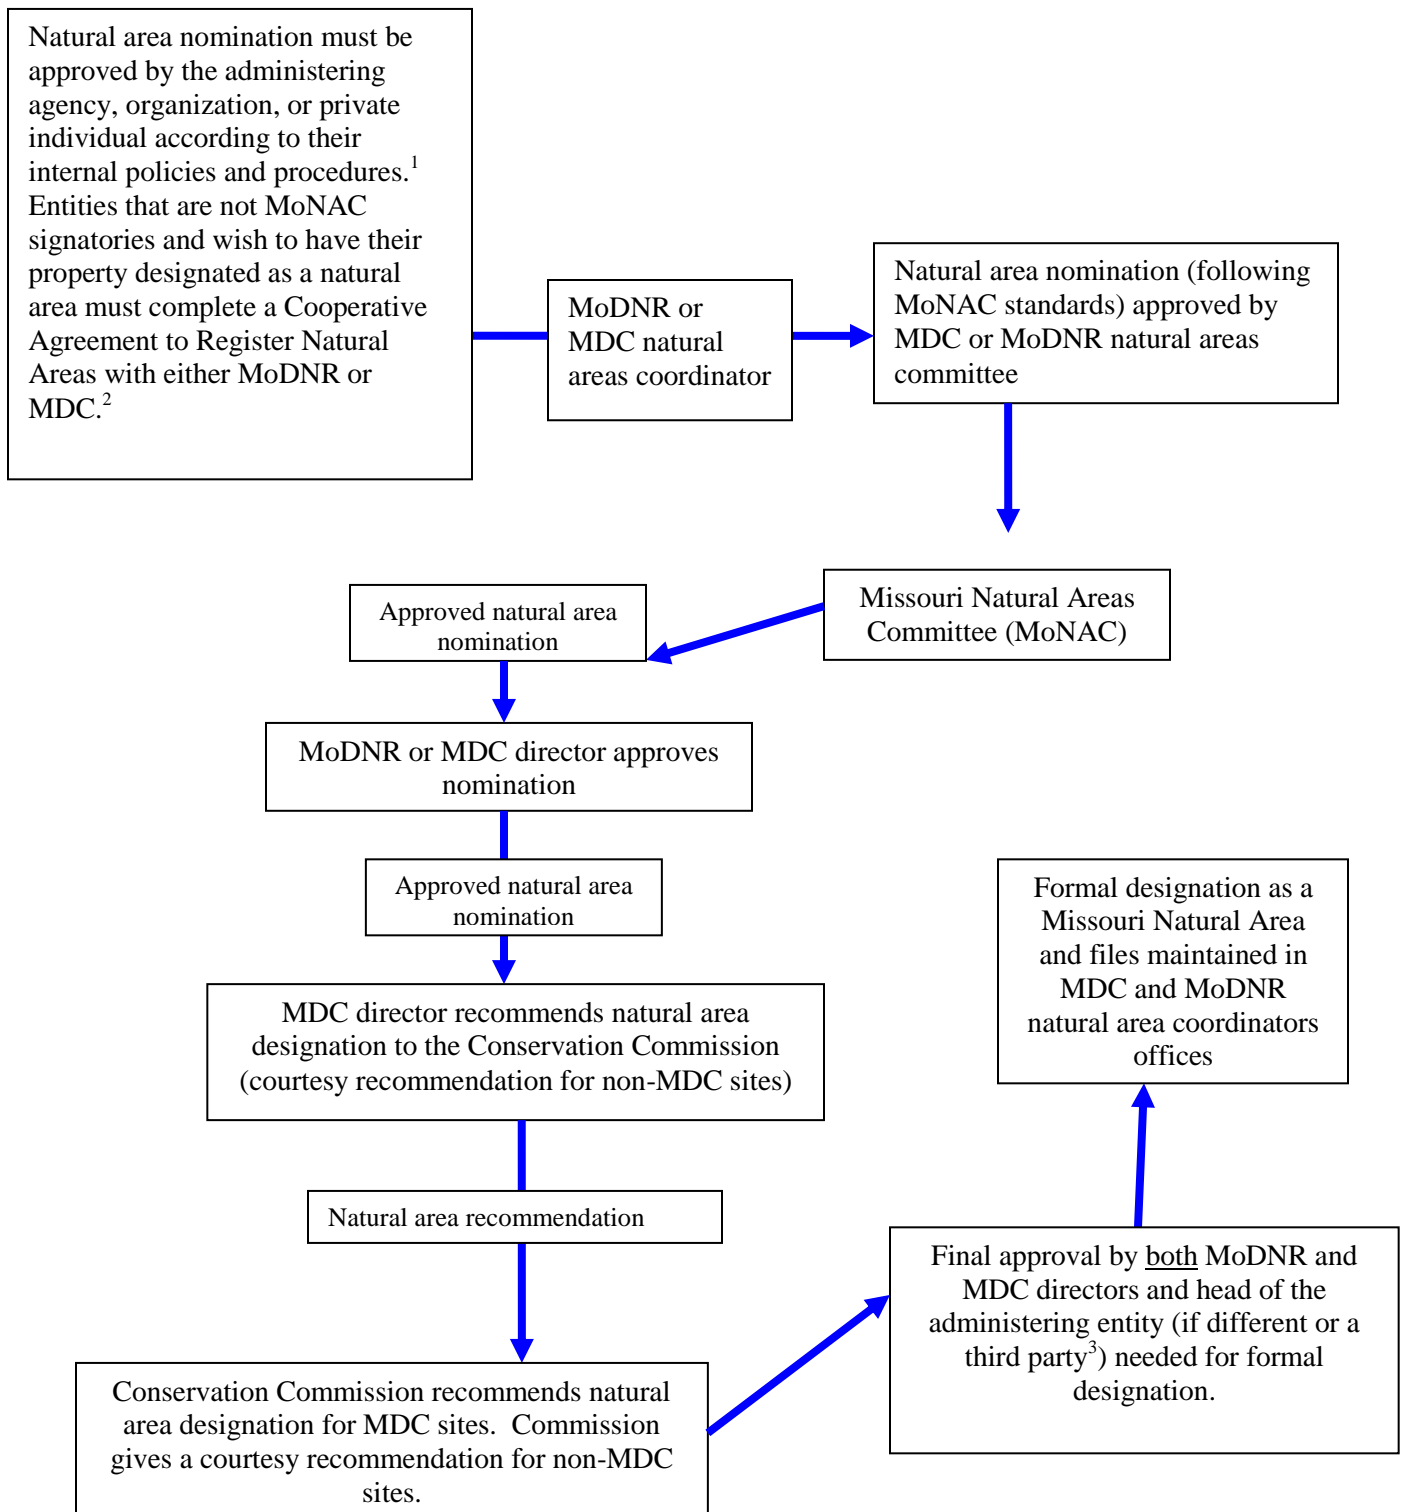 Natural area nomination must be
approved by the administering
agency, organization, or private
individual according to their
internal policies and procedures.1
Entities that are not MoNAC
signatories and wish to have their
property designated as a natural
area must complete a Cooperative
Agreement to Register Natural
Areas with either MoDNR or
MDC.2
MoDNR or
MDC natural
areas coordinator
Natural area nomination (following
MoNAC standards) approved by
MDC or MoDNR natural areas
committee
Missouri Natural Areas
Committee (MoNAC)
Approved natural area
nomination
MoDNR or MDC director approves
nomination
Approved natural area
nomination
MDC director recommends natural area
designation to the Conservation Commission
(courtesy recommendation for non-MDC sites)
Natural area recommendation
Conservation Commission recommends natural
area designation for MDC sites.  Commission
gives a courtesy recommendation for non-MDC
sites.
Final approval by both MoDNR and
MDC directors and head of the
administering entity (if different or a
third party3) needed for formal
designation.
Formal designation as a
Missouri Natural Area
and files maintained in
MDC and MoDNR
natural area coordinators
offices